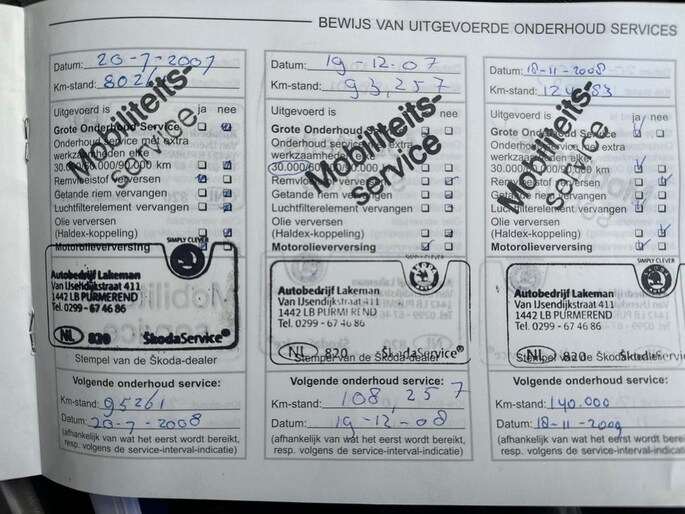 BEWIJS VAN UITGEVOERDE ONDERHOUD SERVICES
Datum: 20-7-2007
Km-stand:
Mobiliteits-
service
Uitgevoerd is ja nee
Grote Onderhoud Service
Onderhoud service met extra
werkzaamheden elke
30.000/60/90.000 km
Remvloeistof verversen
Getande riem vervangen
Luchtfilterelement vervangen
Olie verversen
(Haldex-koppeling)
Motorolieverversing
SIMPLY CLEVER
Autobedrijf Lakeman
Van IJsendijkstraat 411
1442 LB PURMEREND
Tel. 0299 - 67 46 86
NL 820 ŠkodaService®
Stempel van de Škoda-dealer
Volgende onderhoud service:
Km-stand: 95261
Datum: 20-7-2008
(afhankelijk van wat het eerst wordt bereikt,
resp. volgens de service-interval-indicatie)
Datum: 19-12-07
Km-stand: 93,257
Mobiliteits-
service
Uitgevoerd is ja nee
Grote Onderhoud Service
Onderhoud service met extra
werkzaamheden
30.000/60
Remvloeistof verversen
Getande riem vervangen
Luchtfilterelement vervangen
Olie verversen
(Haldex-koppeling)
Motorolieverversing
SIMPLY CLEVER
Autobedrijf Lakeman
Van IJsendijkstraat 411
1442 LB PURMEREND
Tel. 0299 - 67 46 86
NL 820 ŠkodaService®
Stempel van de Škoda-dealer
Volgende onderhoud service:
Km-stand: 108,257
Datum: 19-12-08
(afhankelijk van wat het eerst wordt bereikt,
resp. volgens de service-interval-indicatie)
Datum: 18-11-2008
Km-stand:
Mobiliteits-
service
Uitgevoerd is ja nee
Grote Onderhoud Service
Onderhoud service met extra
werkzaamheden elke
30.000/60.000/90.000 km
Remvloeistof verversen
Getande riem vervangen
Luchtfilterelement vervangen
Olie verversen
(Haldex-koppeling)
Motorolieverversing
SIMPLY CLEVER
Autobedrijf Lakeman
Van IJsendijkstraat 411
1442 LB PURMEREND
Tel. 0299 - 67 46 86
NL 820 ŠkodaService
Stempel van de Škoda-dealer
Volgende onderhoud service:
Km-stand: 140.000
Datum: 18-11-2009
(afhankelijk van wat het eerst wordt berei
resp. volgens de service-interval-indicati